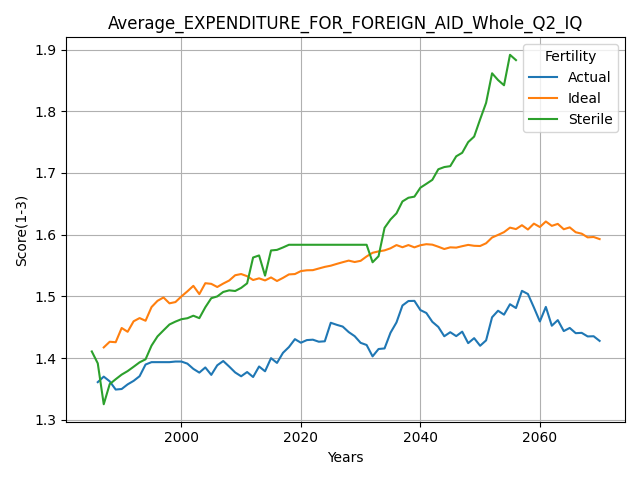 Average_EXPENDITURE_FOR_FOREIGN_AID_Whole_Q2_IQ
Score(1-3)
1.9
1.8
1.7
1.6
1.5
1.4
1.3
Fertility
Actual
Ideal
Sterile
2000
2020
2040
2060
Years